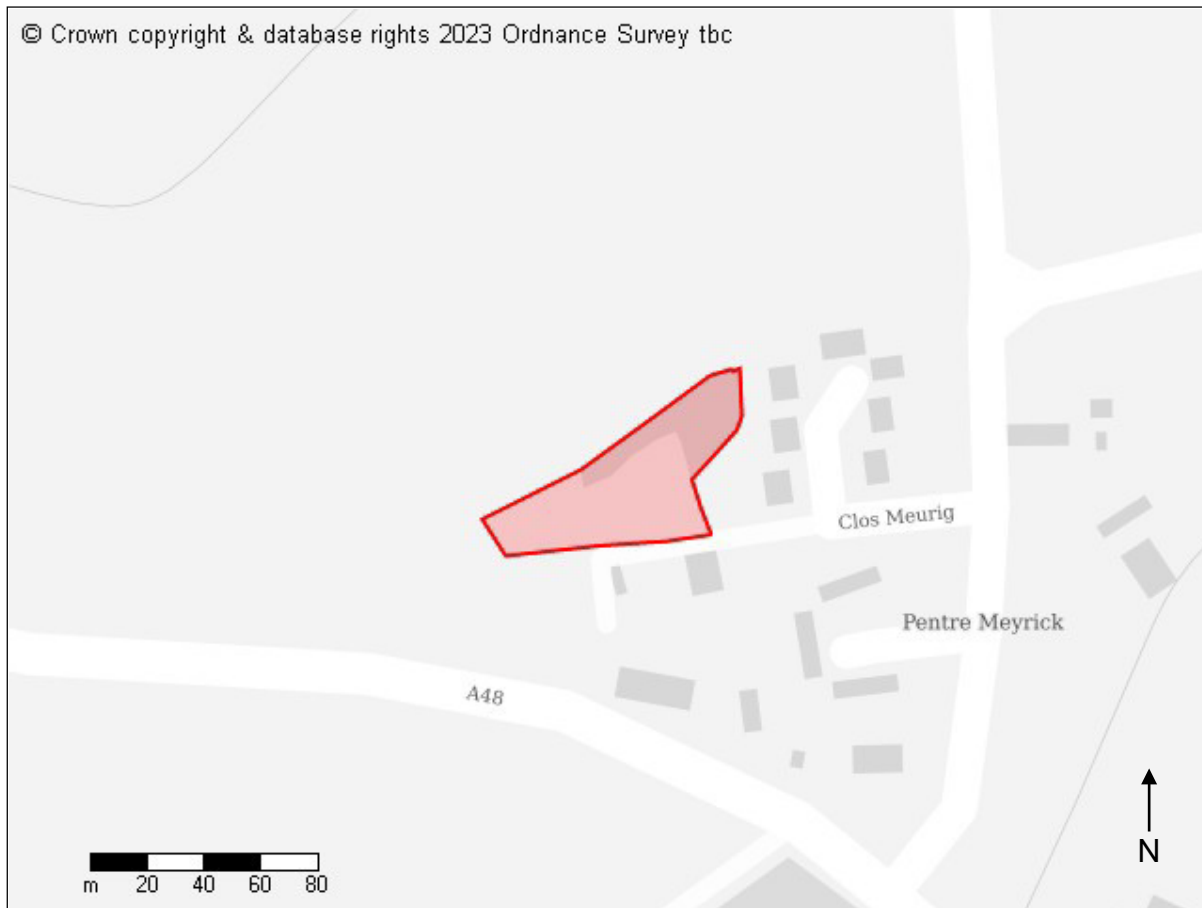 © Crown copyright & database rights 2023 Ordnance Survey tbc
Clos Meurig
Pentre Meyrick
A48
N
m 20 40 60 80